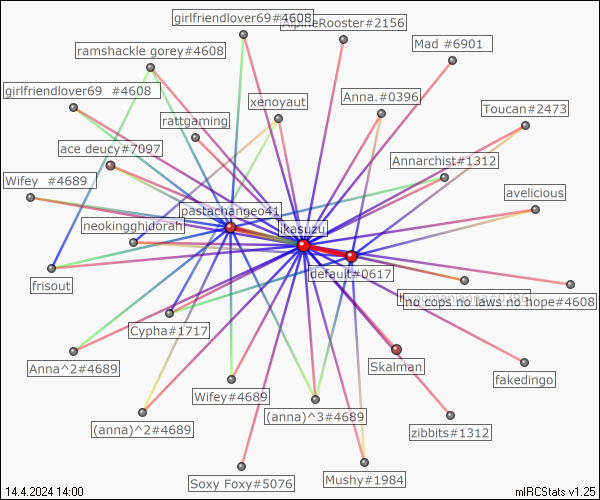 girlfriendlover69#4608
AlpineRooster#2156
ramshackle gorey#4608
Mad #6901
girlfriendlover69 #4608
xenoyaut
Anna.#0396
Toucan#2473
rattgaming
ace deucy#7097
Annarchist#1312
Wifey #4689
avelicious
pastachangeo41
neokingghidorah
ikasuzu
default#0617
frisout
no cops no laws no hope#4608
Cypha#1717
Anna^2#4689
Skalman
fakedingo
Wifey#4689
(anna)^3#4689
(anna)^2#4689
zibbits#1312
Soxy Foxy#5076
Mushy#1984
14.4.2024 14:00
mIRCStats v1.25